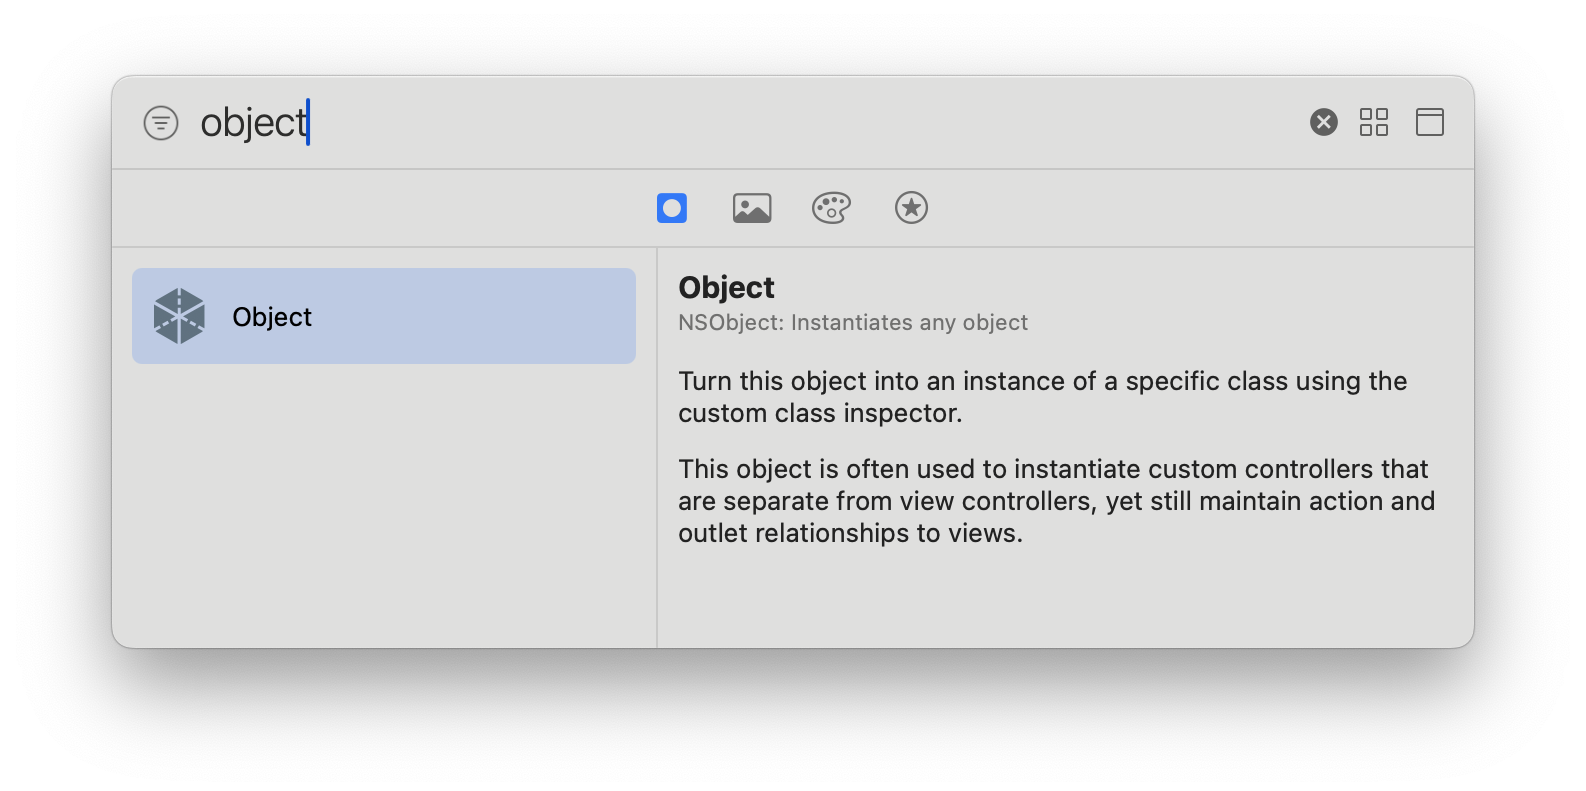 object
Object
Object
NSObject: Instantiates any object
Turn this object into an instance of a specific class using the
custom class inspector.
This object is often used to instantiate custom controllers that
are separate from view controllers, yet still maintain action and
outlet relationships to views.